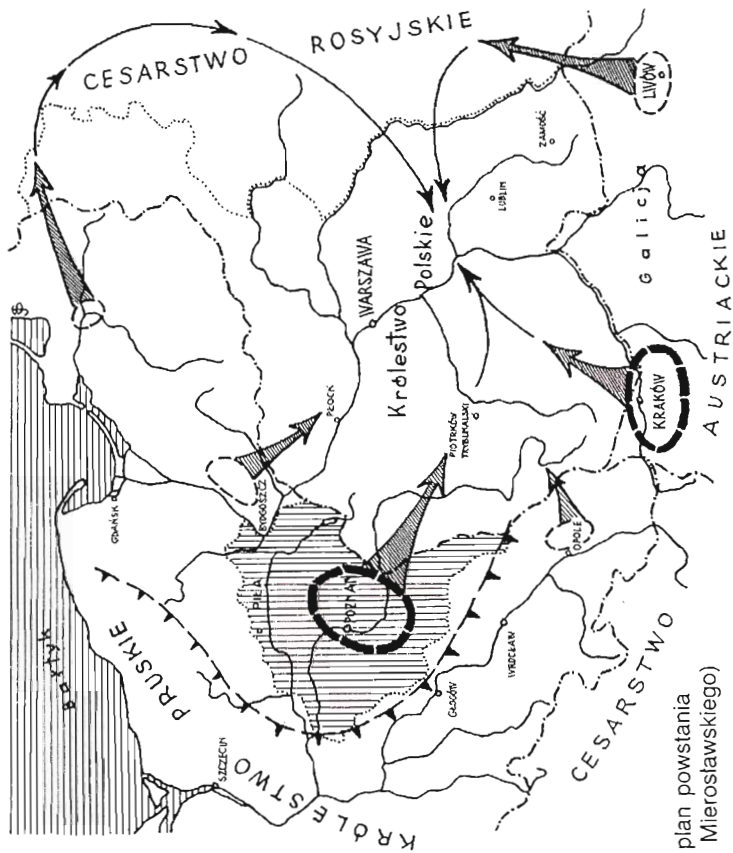 CESARSTWO ROSYJSKIE
LWÓW
ZAMOŚĆ
LUBLIN
Galicja
Bałtyk
GDAŃSK
WARSZAWA
Królestwo Polskie
PŁOCK
PIOTRKÓW
TRYBUNALSKI
BYDGOSZCZ
KRAKÓW
CESARSTWO AUSTRIACKIE
PIŁA
POZNAŃ
OPOLE
KRÓLESTWO PRUSKIE
SZCZECIN
GŁOGÓW
WROCŁAW
plan powstania
Mierosławskiego)